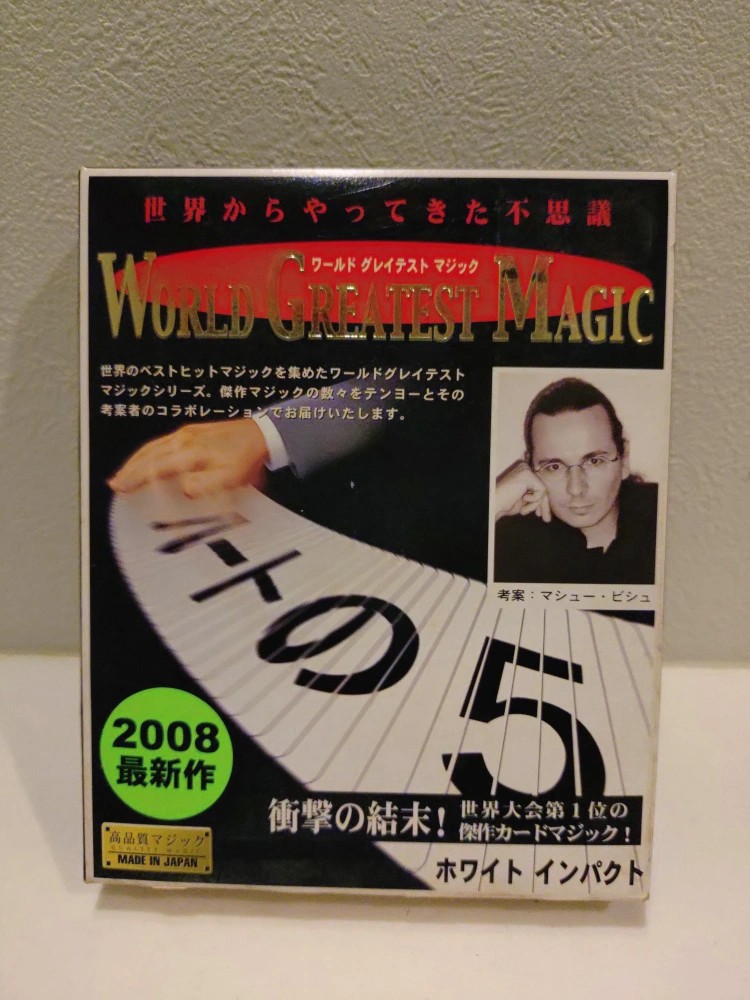 世界からやってきた不思議
ワールド グレイテスト マジック
WORLD GREATEST MAGIC
世界のベストヒットマジックを集めたワールドグレイテスト
マジックシリーズ。傑作マジックの数々をテンヨーとその
考案者のコラボレーションでお届けいたします。
考案：マシュー・ビシュ
ハートの5
2008
最新作
衝撃の結末！
世界大会第1位の
傑作カードマジック！
高品質マジック
QUALITY MAGIC
MADE IN JAPAN
ホワイト インパクト